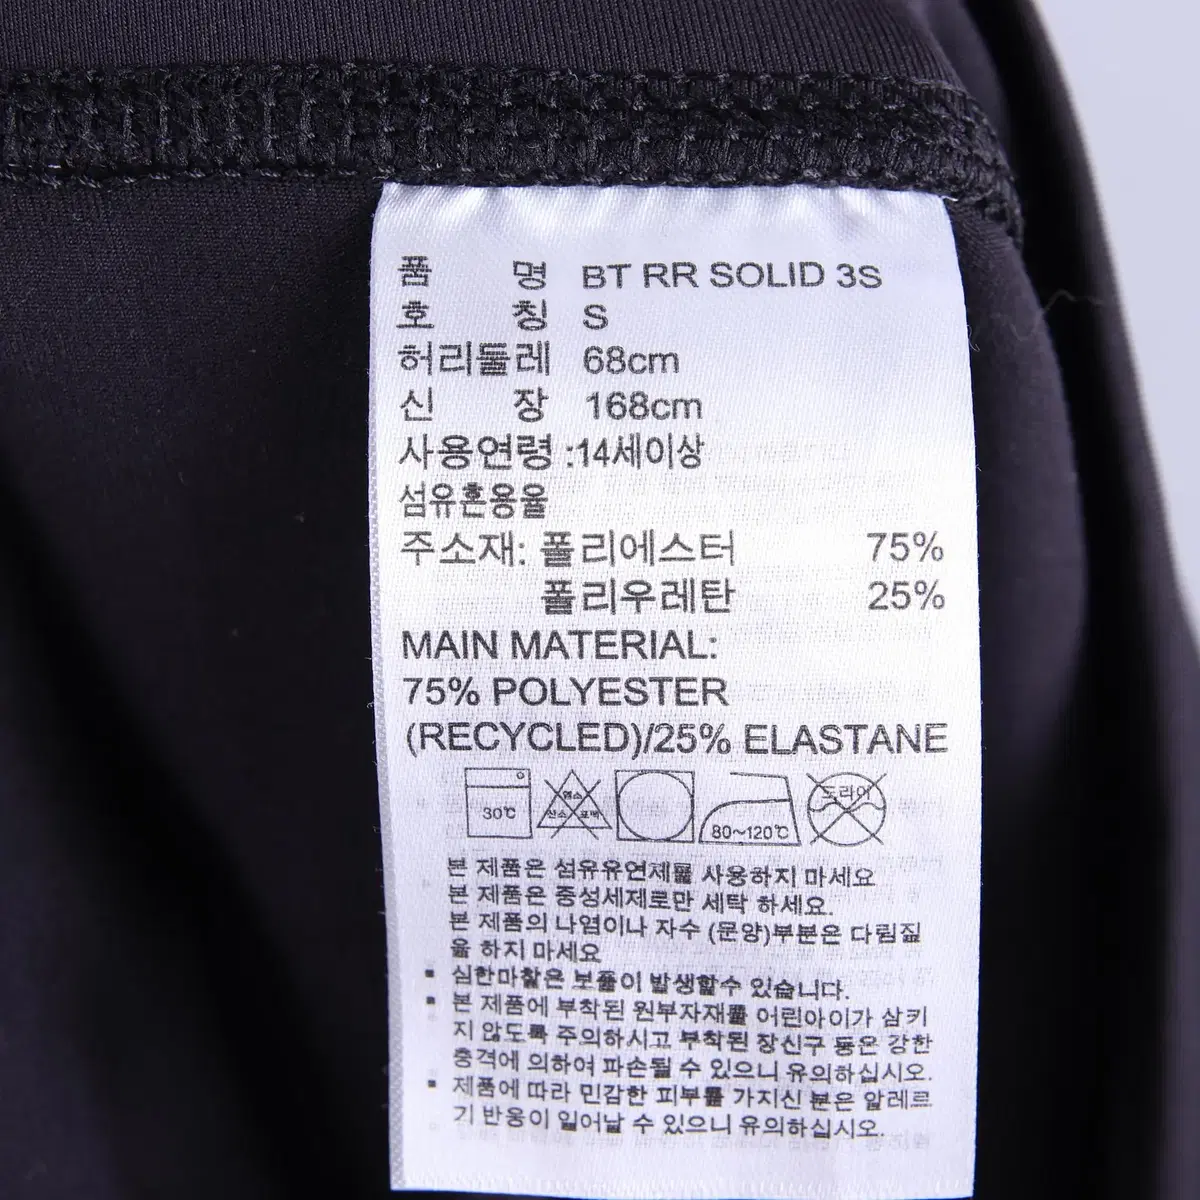 품 명 BT RR SOLID 3S
호 칭 S
허리둘레 68cm
신 장 168cm
사용연령 :14세이상
섬유혼용율
주소재: 폴리에스터 75%
폴리우레탄 25%
MAIN MATERIAL:
75% POLYESTER
(RECYCLED)/25% ELASTANE
30℃ 염소 산소 표백 80~120℃ 드라이
본 제품은 섬유유연제를 사용하지 마세요
본 제품은 중성세제로만 세탁 하세요.
본 제품의 나염이나 자수 (문양)부분은 다림질
을 하지 마세요
▪ 심한마찰은 보풀이 발생할수 있습니다.
▪ 본 제품에 부착된 원부자재를 어린아이가 삼키
지 않도록 주의하시고 부착된 장신구 등은 강한
충격에 의하여 파손될 수 있으니 유의하십시오.
▪ 제품에 따라 민감한 피부를 가지신 분은 알레르
기 반응이 일어날 수 있으니 유의하십시오.